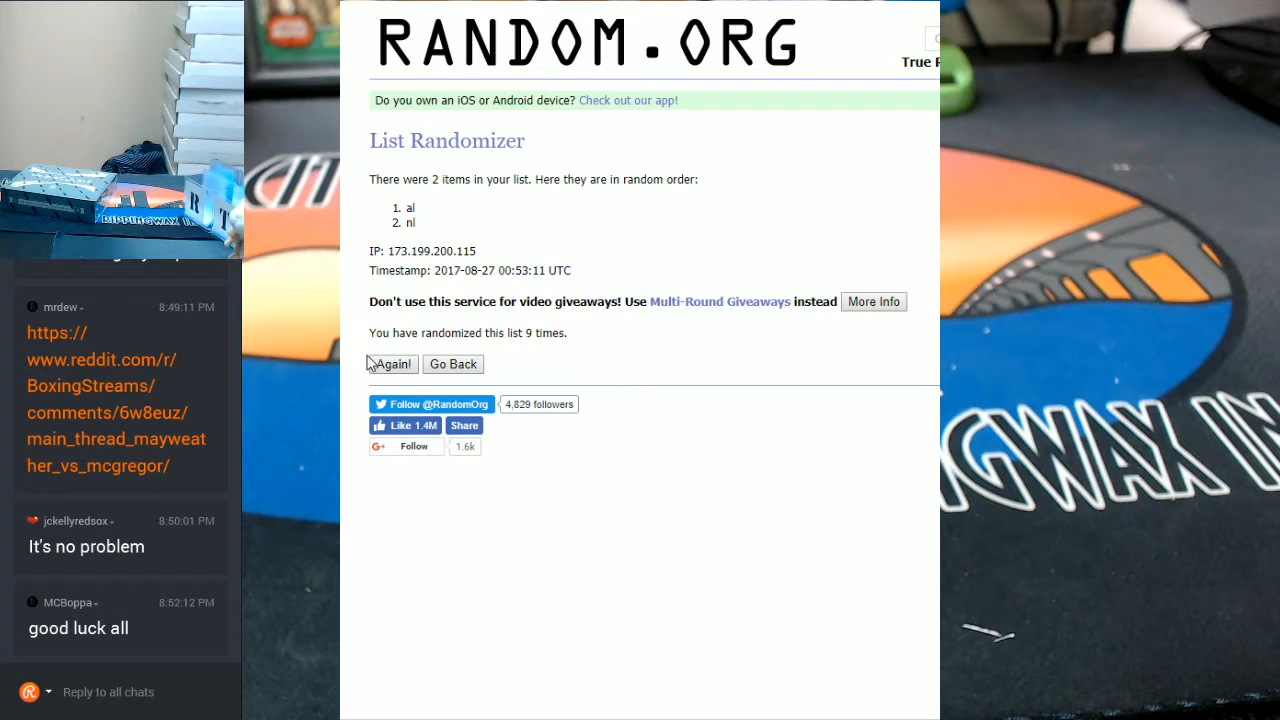 RANDOM.ORG
True R
Do you own an iOS or Android device? Check out our app!
List Randomizer
There were 2 items in your list. Here they are in random order:
1. al
2. nl
IP: 173.199.200.115
Timestamp: 2017-08-27 00:53:11 UTC
Don't use this service for video giveaways! Use Multi-Round Giveaways instead More Info
You have randomized this list 9 times.
Again! Go Back
Follow @RandomOrg 4,829 followers
Like 1.4M Share
G+ Follow 1.6k
R T
RIPPINGWAX IN
mrdew 8:49:11 PM
https://
www.reddit.com/r/
BoxingStreams/
comments/6w8euz/
main_thread_mayweat
her_vs_mcgregor/
jckellyredsox 8:50:01 PM
It's no problem
MCBoppa 8:52:12 PM
good luck all
Reply to all chats
GWAX IN